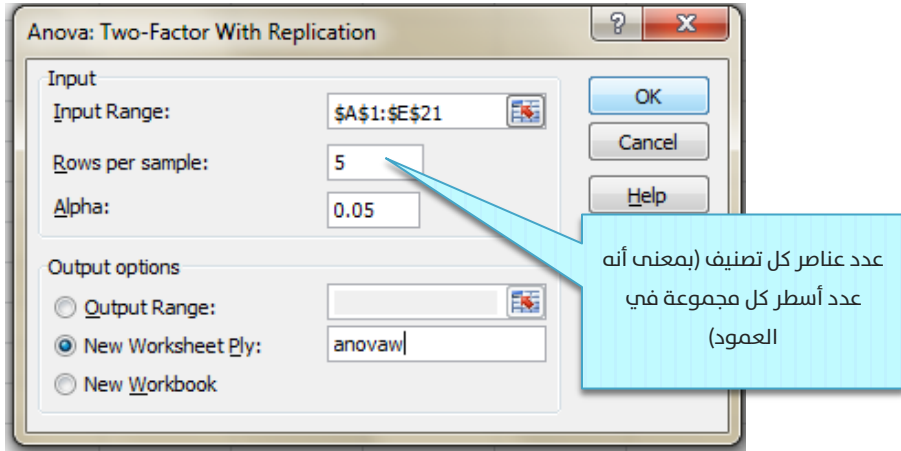 Anova: Two-Factor With Replication
Input
Input Range:
$A$1:$E$21
Rows per sample:
5
Alpha:
0.05
OK
Cancel
Help
عدد عناصر كل تصنيف (بمعنى أنه
عدد أسطر كل مجموعة في
العمود)
Output options
Output Range:
New Worksheet Ply:
anovaw
New Workbook